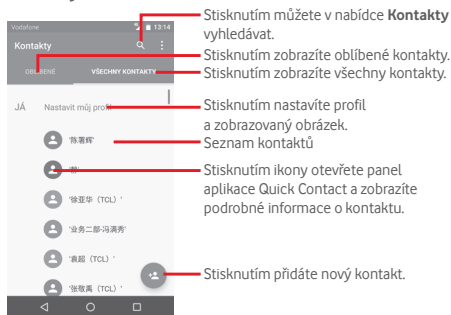 Vodafone 13:14
Stisknutím můžete v nabídce Kontakty
vyhledávat.
Kontakty
Stisknutím zobrazíte oblíbené kontakty.
OBLÍBENÉ VŠECHNY KONTAKTY
Stisknutím zobrazíte všechny kontakty.
JÁ Nastavit můj profil
Stisknutím nastavíte profil
a zobrazovaný obrázek.
'陈署辉'
Seznam kontaktů
Stisknutím ikony otevřete panel
aplikace Quick Contact a zobrazíte
podrobné informace o kontaktu.
'徐亚华（TCL）'
'业务二部-冯满秀'
'袁超（TCL）'
Stisknutím přidáte nový kontakt.
'张敬禹（TCL）'